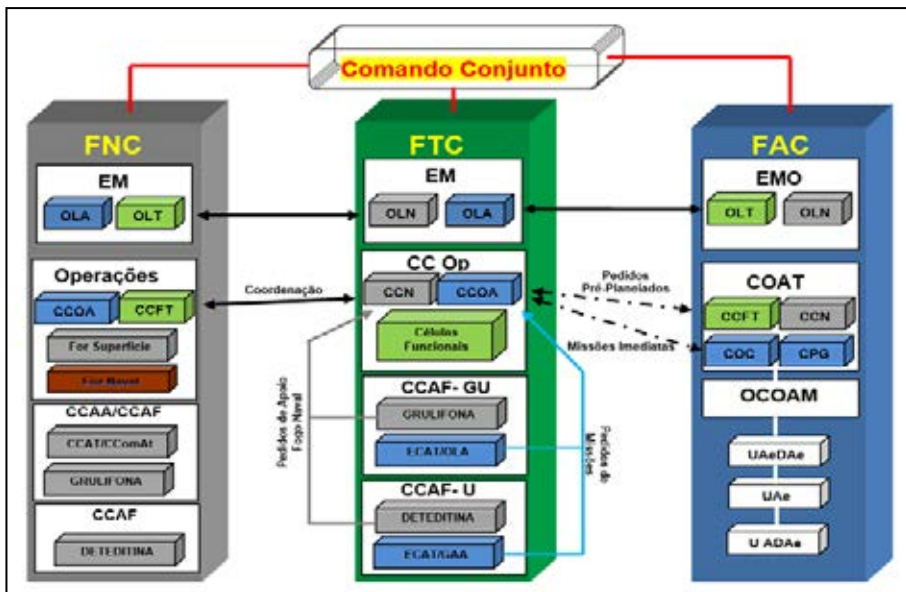 Comando Conjunto
FNC
EM
OLA
OLT
Operações
CCOA
CCFT
For Superfície
For Naval
CCAA/CCAF
CCAT/CComAt
GRULIFONA
CCAF
DETEDITINA
Coordenação
Pedidos de Apoio
Fogo Naval
FTC
EM
OLN
OLA
CC Op
CCN
CCOA
Células
Funcionais
CCAF- GU
GRULIFONA
ECAT/OLA
CCAF- U
DETEDITINA
ECAT/GAA
Pedidos de
Missões
Pedidos
Pré-Planeiados
Missões Imediatas
FAC
EMO
OLT
OLN
COAT
CCFT
CCN
COC
CPG
OCOAM
UAeDAe
UAe
U ADAe